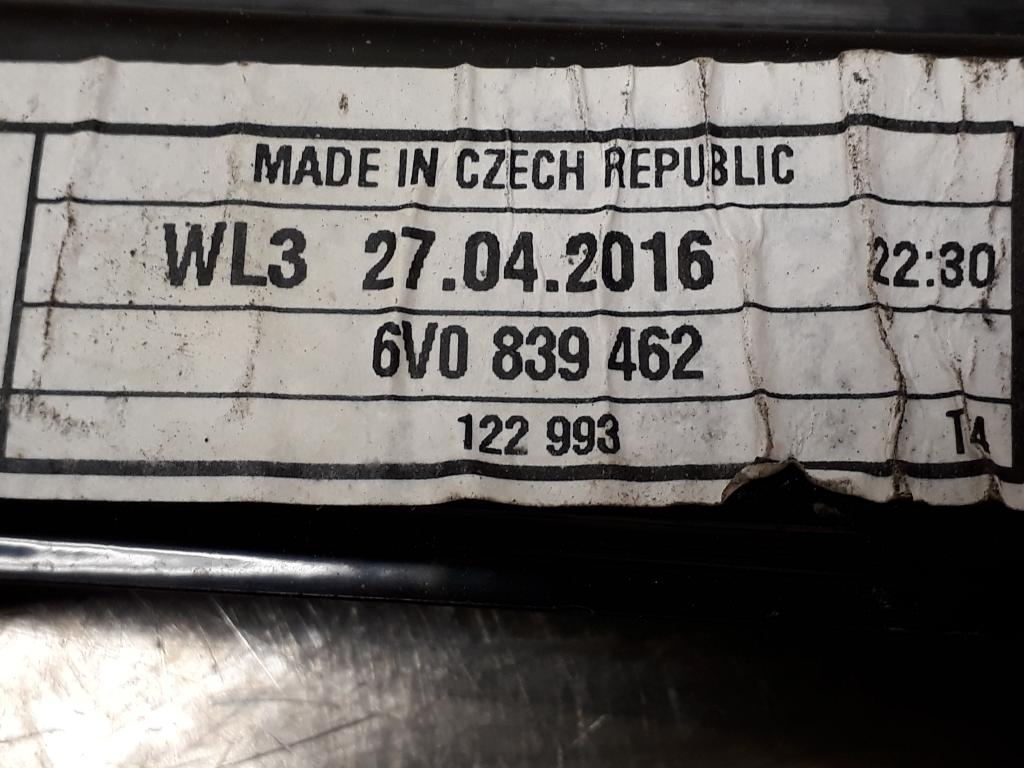 MADE IN CZECH REPUBLIC
WL3 27.04.2016 22:30
6V0 839 462
122 993 T4